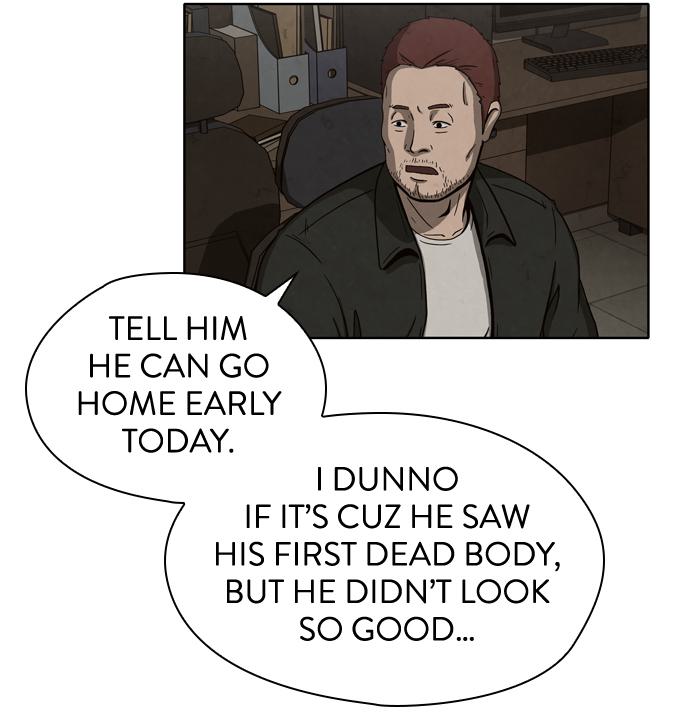 TELL HIM
HE CAN GO
HOME EARLY
TODAY.
I DUNNO
IF IT'S CUZ HE SAW
HIS FIRST DEAD BODY,
BUT HE DIDN'T LOOK
SO GOOD...